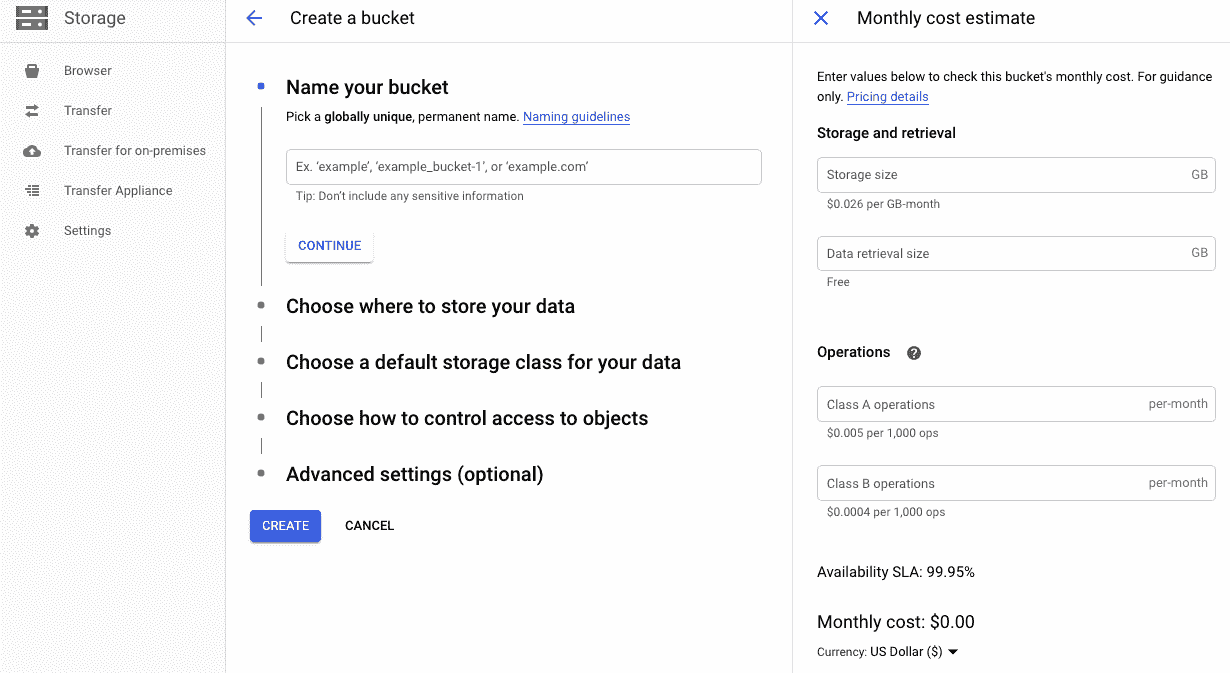 Storage
Browser
Transfer
Transfer for on-premises
Transfer Appliance
Settings
Create a bucket
Name your bucket
Pick a globally unique, permanent name. Naming guidelines
Ex. ‘example’, ‘example_bucket-1’, or ‘example.com’
Tip: Don’t include any sensitive information
CONTINUE
Choose where to store your data
Choose a default storage class for your data
Choose how to control access to objects
Advanced settings (optional)
CREATE CANCEL
Monthly cost estimate
Enter values below to check this bucket's monthly cost. For guidance
only. Pricing details
Storage and retrieval
Storage size GB
$0.026 per GB-month
Data retrieval size GB
Free
Operations ?
Class A operations per-month
$0.005 per 1,000 ops
Class B operations per-month
$0.0004 per 1,000 ops
Availability SLA: 99.95%
Monthly cost: $0.00
Currency: US Dollar ($)